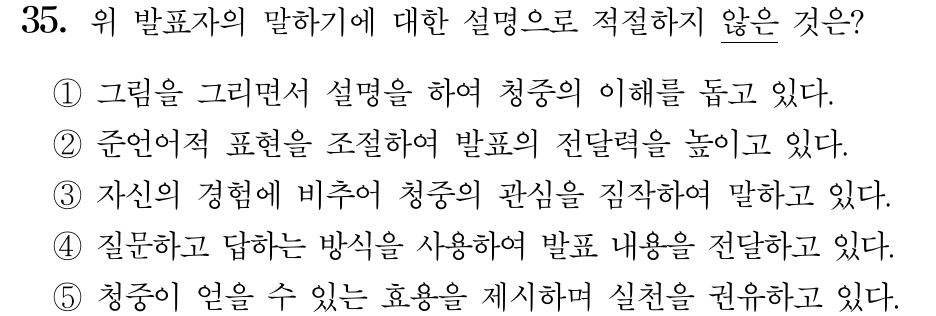 35. 위 발표자의 말하기에 대한 설명으로 적절하지 않은 것은?
① 그림을 그리면서 설명을 하여 청중의 이해를 돕고 있다.
② 준언어적 표현을 조절하여 발표의 전달력을 높이고 있다.
③ 자신의 경험에 비추어 청중의 관심을 짐작하여 말하고 있다.
④ 질문하고 답하는 방식을 사용하여 발표 내용을 전달하고 있다.
⑤ 청중이 얻을 수 있는 효용을 제시하며 실천을 권유하고 있다.